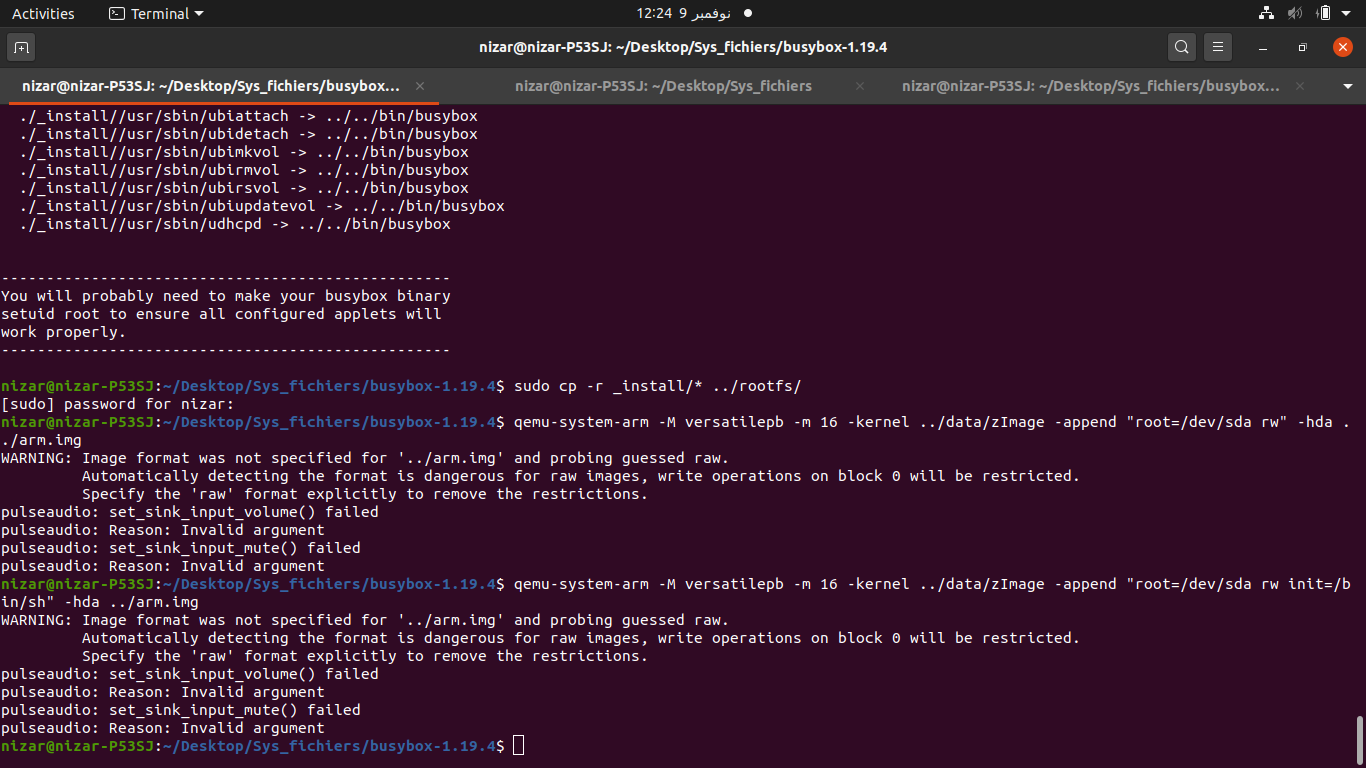 Activities
Terminal
12:24 9 نوفمبر
nizar@nizar-P53SJ: ~/Desktop/Sys_fichiers/busybox-1.19.4
nizar@nizar-P53SJ: ~/Desktop/Sys_fichiers/busybox...
nizar@nizar-P53SJ: ~/Desktop/Sys_fichiers
nizar@nizar-P53SJ: ~/Desktop/Sys_fichiers/busybox...
./_install//usr/sbin/ubiattach -> ../../bin/busybox
./_install//usr/sbin/ubidetach -> ../../bin/busybox
./_install//usr/sbin/ubimkvol -> ../../bin/busybox
./_install//usr/sbin/ubirmvol -> ../../bin/busybox
./_install//usr/sbin/ubirsvol -> ../../bin/busybox
./_install//usr/sbin/ubiupdatevol -> ../../bin/busybox
./_install//usr/sbin/udhcpd -> ../../bin/busybox
--------------------------------------------------
You will probably need to make your busybox binary
setuid root to ensure all configured applets will
work properly.
--------------------------------------------------
nizar@nizar-P53SJ:~/Desktop/Sys_fichiers/busybox-1.19.4$ sudo cp -r _install/* ../rootfs/
[sudo] password for nizar:
nizar@nizar-P53SJ:~/Desktop/Sys_fichiers/busybox-1.19.4$ qemu-system-arm -M versatilepb -m 16 -kernel ../data/zImage -append "root=/dev/sda rw" -hda .
./arm.img
WARNING: Image format was not specified for '../arm.img' and probing guessed raw.
Automatically detecting the format is dangerous for raw images, write operations on block 0 will be restricted.
Specify the 'raw' format explicitly to remove the restrictions.
pulseaudio: set_sink_input_volume() failed
pulseaudio: Reason: Invalid argument
pulseaudio: set_sink_input_mute() failed
pulseaudio: Reason: Invalid argument
nizar@nizar-P53SJ:~/Desktop/Sys_fichiers/busybox-1.19.4$ qemu-system-arm -M versatilepb -m 16 -kernel ../data/zImage -append "root=/dev/sda rw init=/b
in/sh" -hda ../arm.img
WARNING: Image format was not specified for '../arm.img' and probing guessed raw.
Automatically detecting the format is dangerous for raw images, write operations on block 0 will be restricted.
Specify the 'raw' format explicitly to remove the restrictions.
pulseaudio: set_sink_input_volume() failed
pulseaudio: Reason: Invalid argument
pulseaudio: set_sink_input_mute() failed
pulseaudio: Reason: Invalid argument
nizar@nizar-P53SJ:~/Desktop/Sys_fichiers/busybox-1.19.4$